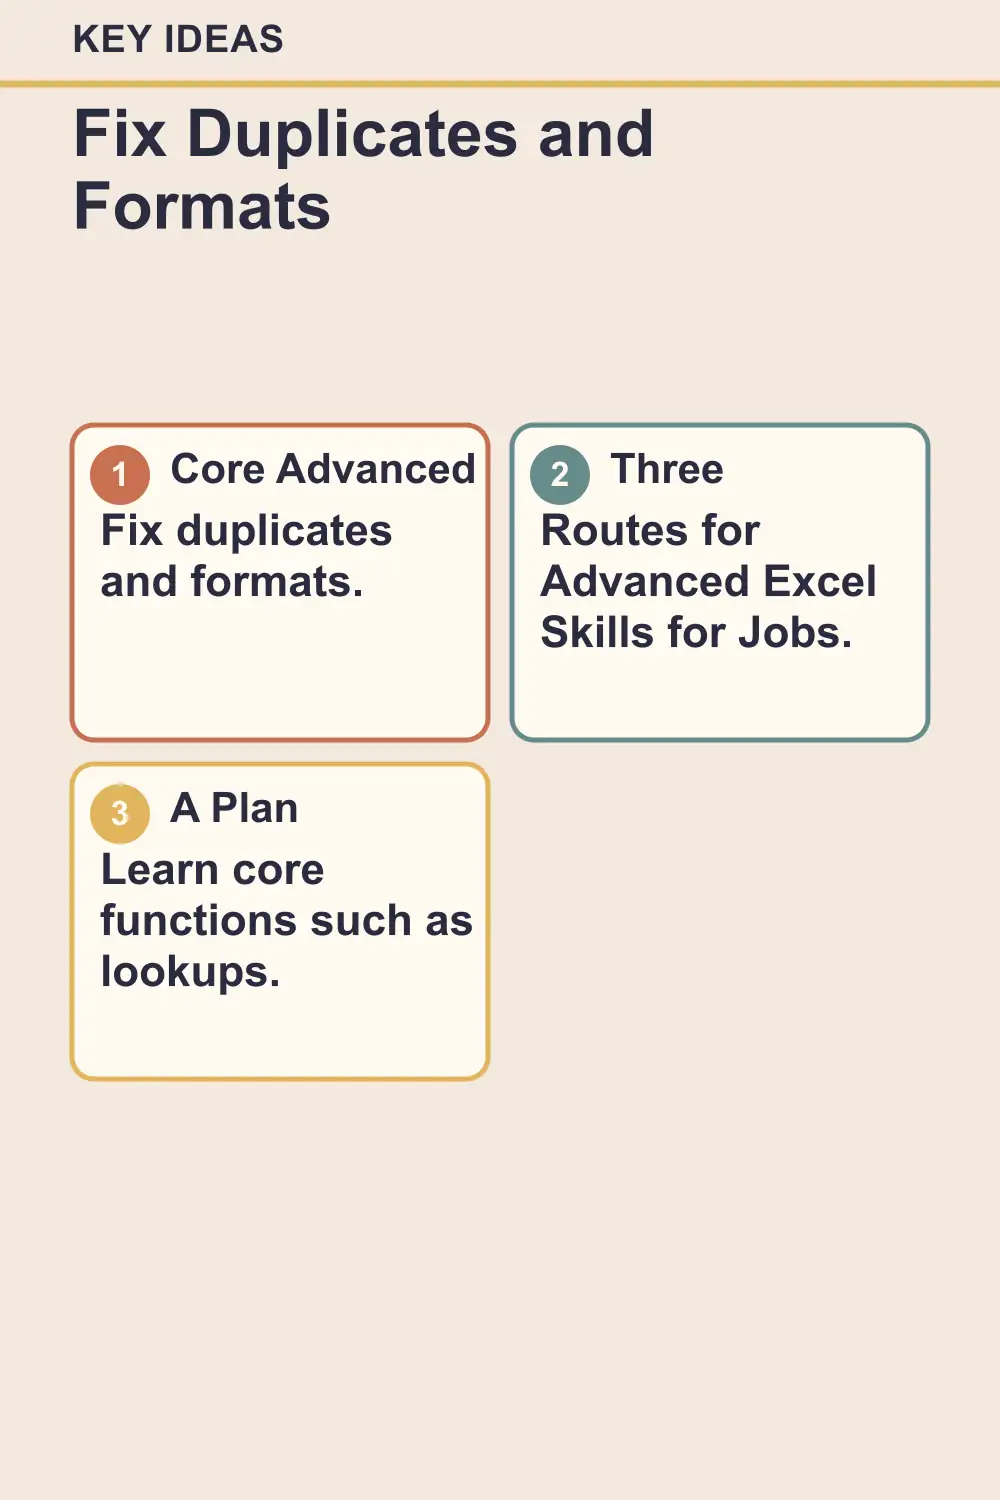 KEY IDEAS
Fix Duplicates and
Formats
1 Core Advanced
Fix duplicates
and formats.
2 Three
Routes for
Advanced Excel
Skills for Jobs.
3 A Plan
Learn core
functions such as
lookups.